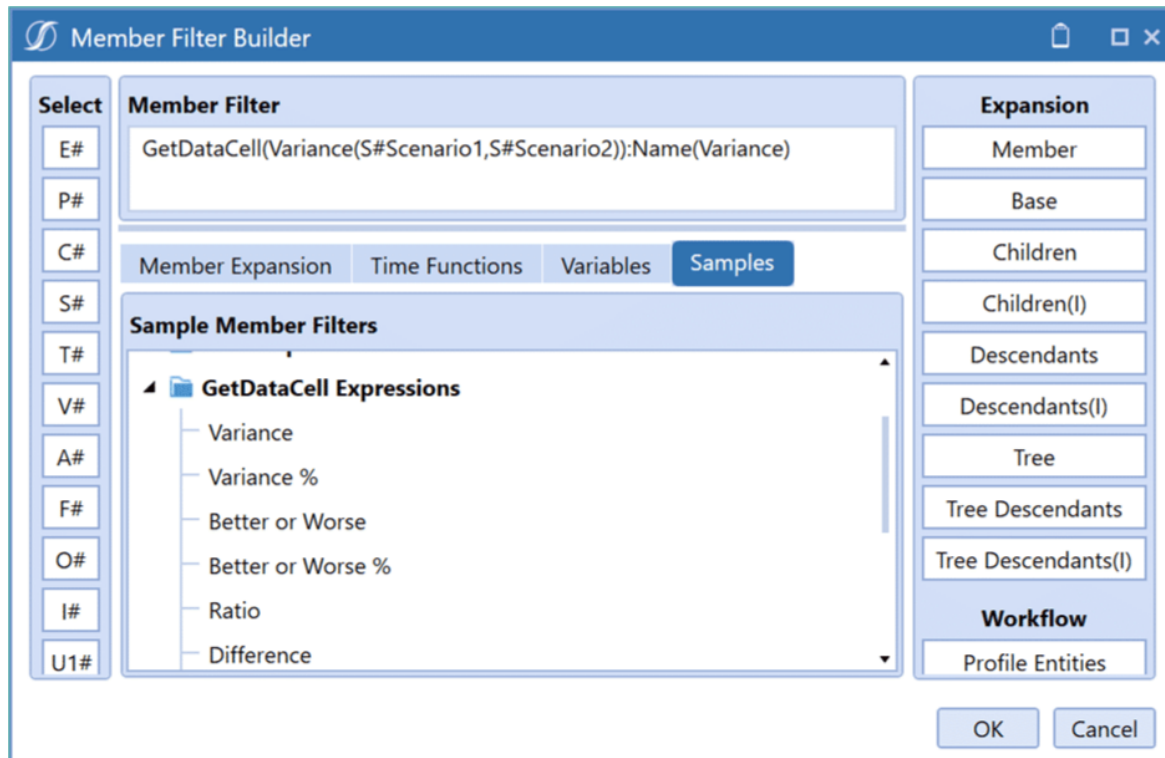 Member Filter Builder
Select
E#
P#
C#
S#
T#
V#
A#
F#
O#
I#
U1#
Member Filter
GetDataCell(Variance(S#Scenario1,S#Scenario2)):Name(Variance)
Member Expansion Time Functions Variables Samples
Sample Member Filters
GetDataCell Expressions
Variance
Variance %
Better or Worse
Better or Worse %
Ratio
Difference
Expansion
Member
Base
Children
Children(I)
Descendants
Descendants(I)
Tree
Tree Descendants
Tree Descendants(I)
Workflow
Profile Entities
OK Cancel